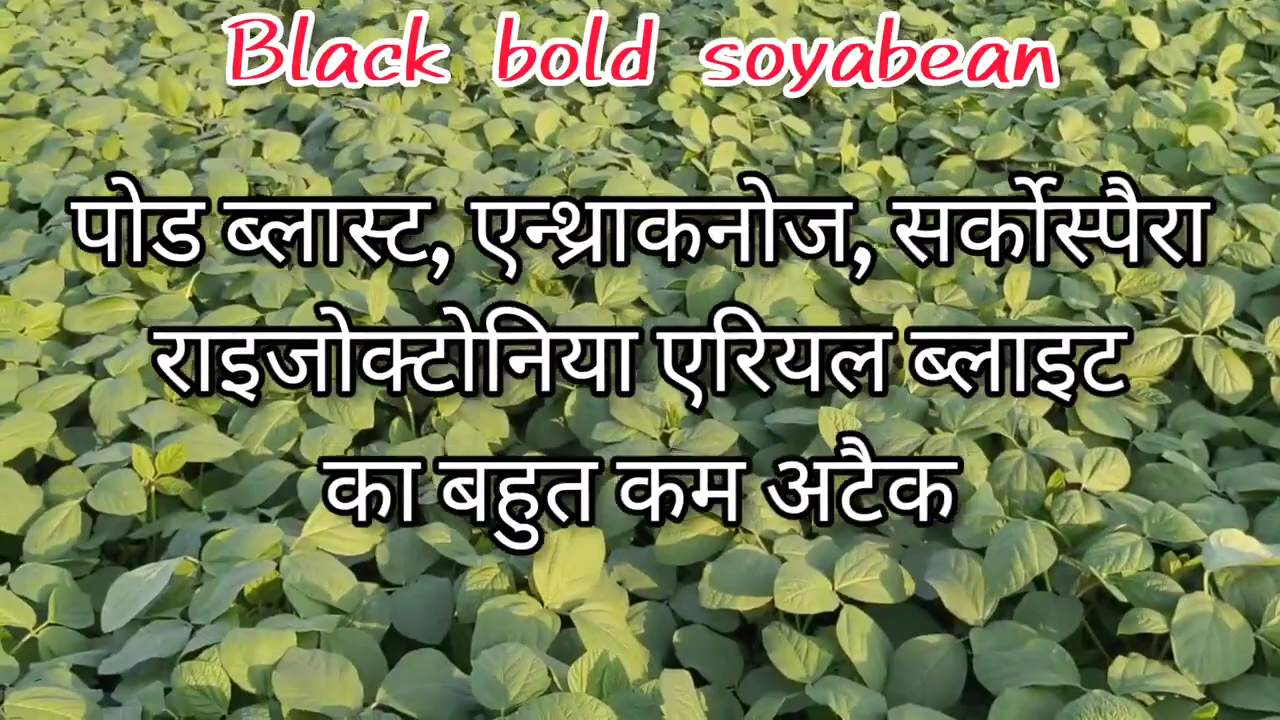 Black bold soyabean
पोड ब्लास्ट, एन्थ्राकनोज, सर्कोस्पैरा
राइजोक्टोनिया एरियल ब्लाइट
का बहुत कम अटैक